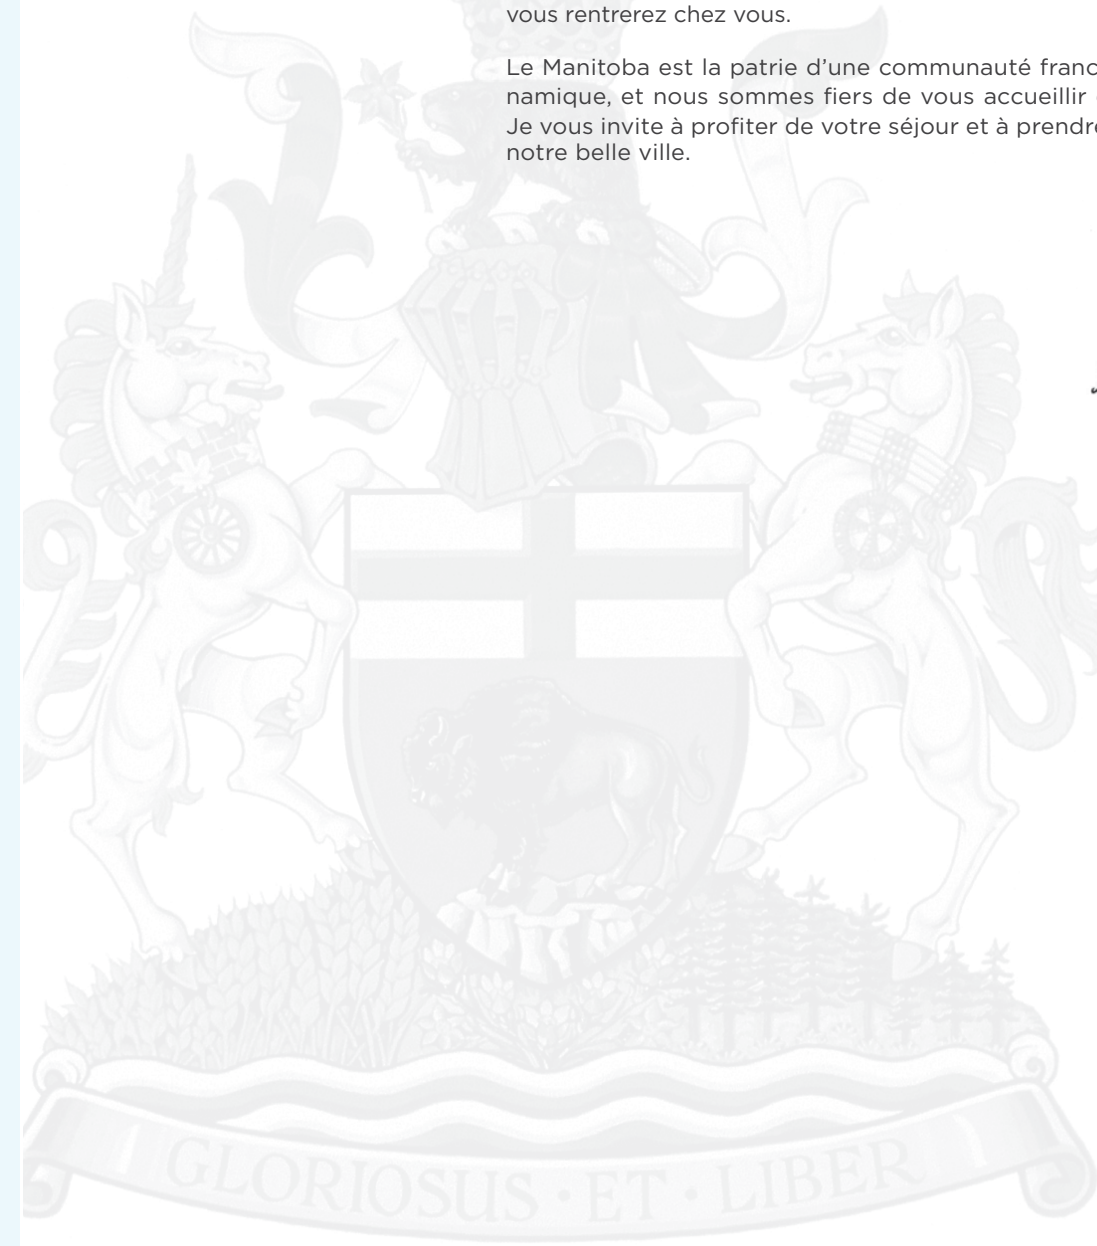 vous rentrerez chez vous.
Le Manitoba est la patrie d’une communauté franc
namique, et nous sommes fiers de vous accueillir
Je vous invite à profiter de votre séjour et à prendre
notre belle ville.
GLORIOSUS · ET · LIBER